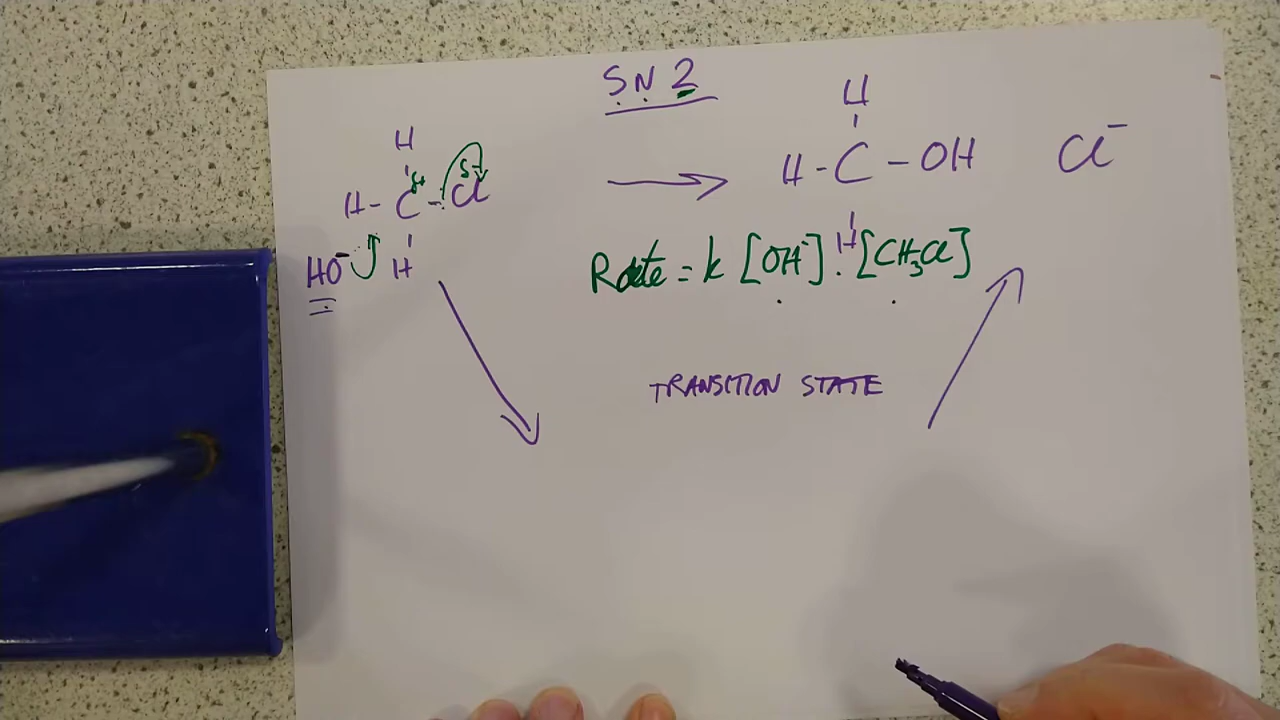 SN2
H
H-C-Cl
δ+ δ-
HO⁻
H
H
H-C-OH Cl⁻
H
Rate = k [OH⁻].[CH₃Cl]
TRANSITION STATE